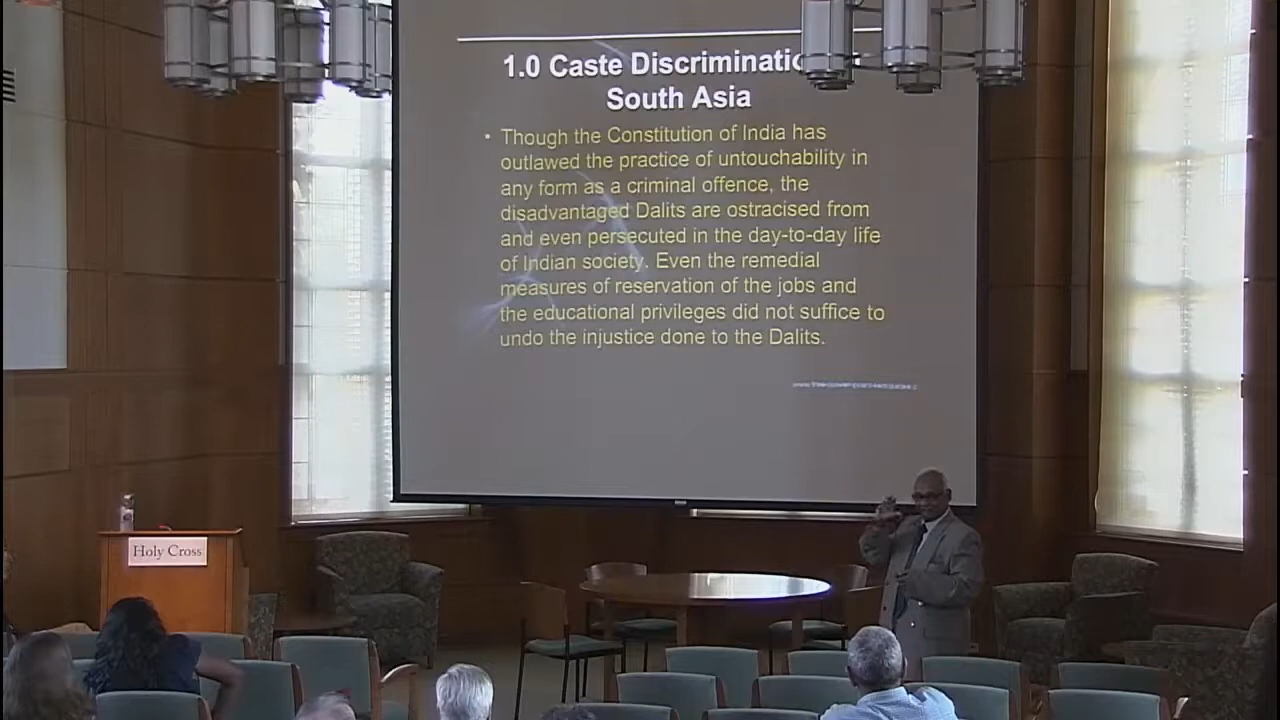 1.0 Caste Discriminatio
South Asia
• Though the Constitution of India has
outlawed the practice of untouchability in
any form as a criminal offence, the
disadvantaged Dalits are ostracised from
and even persecuted in the day-to-day life
of Indian society. Even the remedial
measures of reservation of the jobs and
the educational privileges did not suffice to
undo the injustice done to the Dalits.
Holy Cross